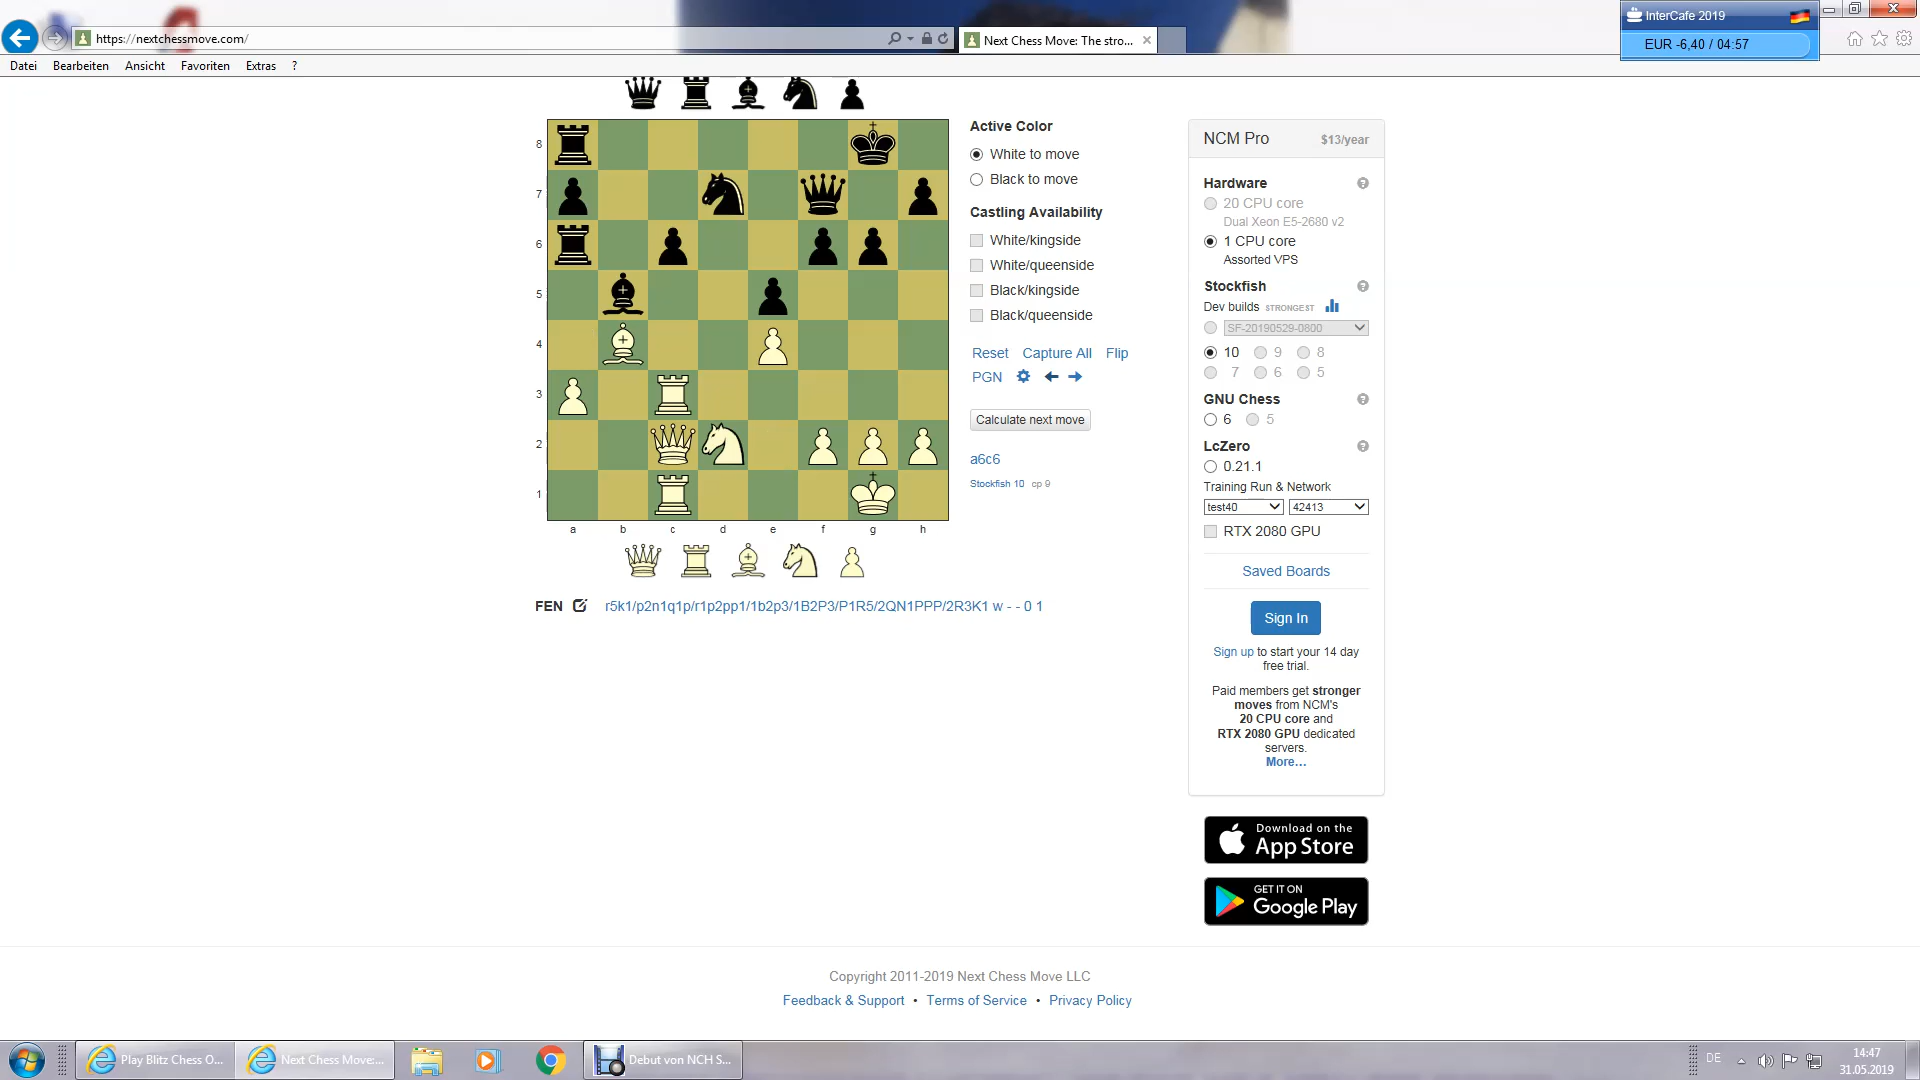 InterCafe 2019
EUR -6,40 / 04:57
https://nextchessmove.com/
Next Chess Move: The stro...
Datei Bearbeiten Ansicht Favoriten Extras ?
8
7
6
5
4
3
2
1
a b c d e f g h
FEN r5k1/p2n1q1p/r1p2pp1/1b2p3/1B2P3/P1R5/2QN1PPP/2R3K1 w - - 0 1
Active Color
White to move
Black to move
Castling Availability
White/kingside
White/queenside
Black/kingside
Black/queenside
Reset Capture All Flip
PGN
Calculate next move
a6c6
Stockfish 10 cp 9
NCM Pro $13/year
Hardware
20 CPU core
Dual Xeon E5-2680 v2
1 CPU core
Assorted VPS
Stockfish
Dev builds STRONGEST
SF-20190529-0800
10 9 8
7 6 5
GNU Chess
6 5
LcZero
0.21.1
Training Run & Network
test40 42413
RTX 2080 GPU
Saved Boards
Sign In
Sign up to start your 14 day
free trial.
Paid members get stronger
moves from NCM's
20 CPU core and
RTX 2080 GPU dedicated
servers.
More...
Download on the
App Store
GET IT ON
Google Play
Copyright 2011-2019 Next Chess Move LLC
Feedback & Support • Terms of Service • Privacy Policy
Play Blitz Chess O... Next Chess Move:... Debut von NCH S...
DE
14:47
31.05.2019